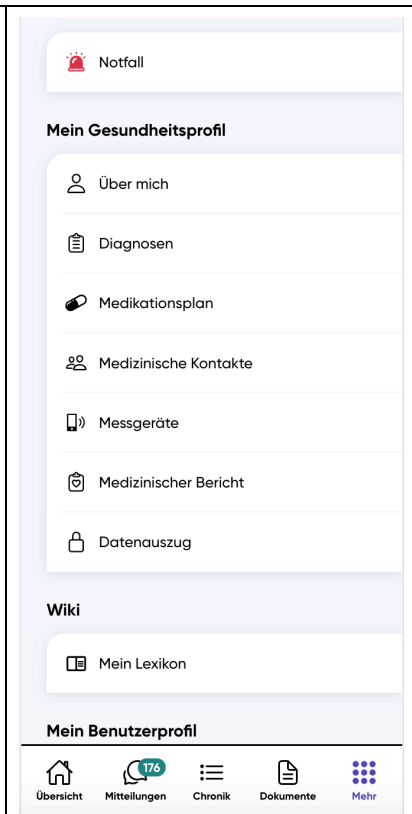 Notfall
Mein Gesundheitsprofil
Über mich
Diagnosen
Medikationsplan
Medizinische Kontakte
Messgeräte
Medizinischer Bericht
Datenauszug
Wiki
Mein Lexikon
Mein Benutzerprofil
176
Übersicht Mitteilungen Chronik Dokumente Mehr